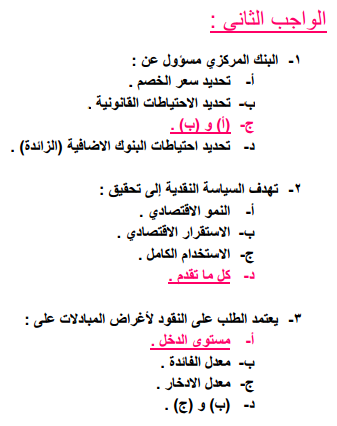 الواجب الثاني :
١- البنك المركزي مسؤول عن :
أ- تحديد سعر الخصم .
ب- تحديد الاحتياطات القانونية .
ج- (أ) و (ب) .
د- تحديد احتياطات البنوك الاضافية (الزائدة) .
٢- تهدف السياسة النقدية إلى تحقيق :
أ- النمو الاقتصادي .
ب- الاستقرار الاقتصادي .
ج- الاستخدام الكامل .
د- كل ما تقدم .
٣- يعتمد الطلب على النقود لأغراض المبادلات على :
أ- مستوى الدخل .
ب- معدل الفائدة .
ج- معدل الادخار .
د- (ب) و (ج) .